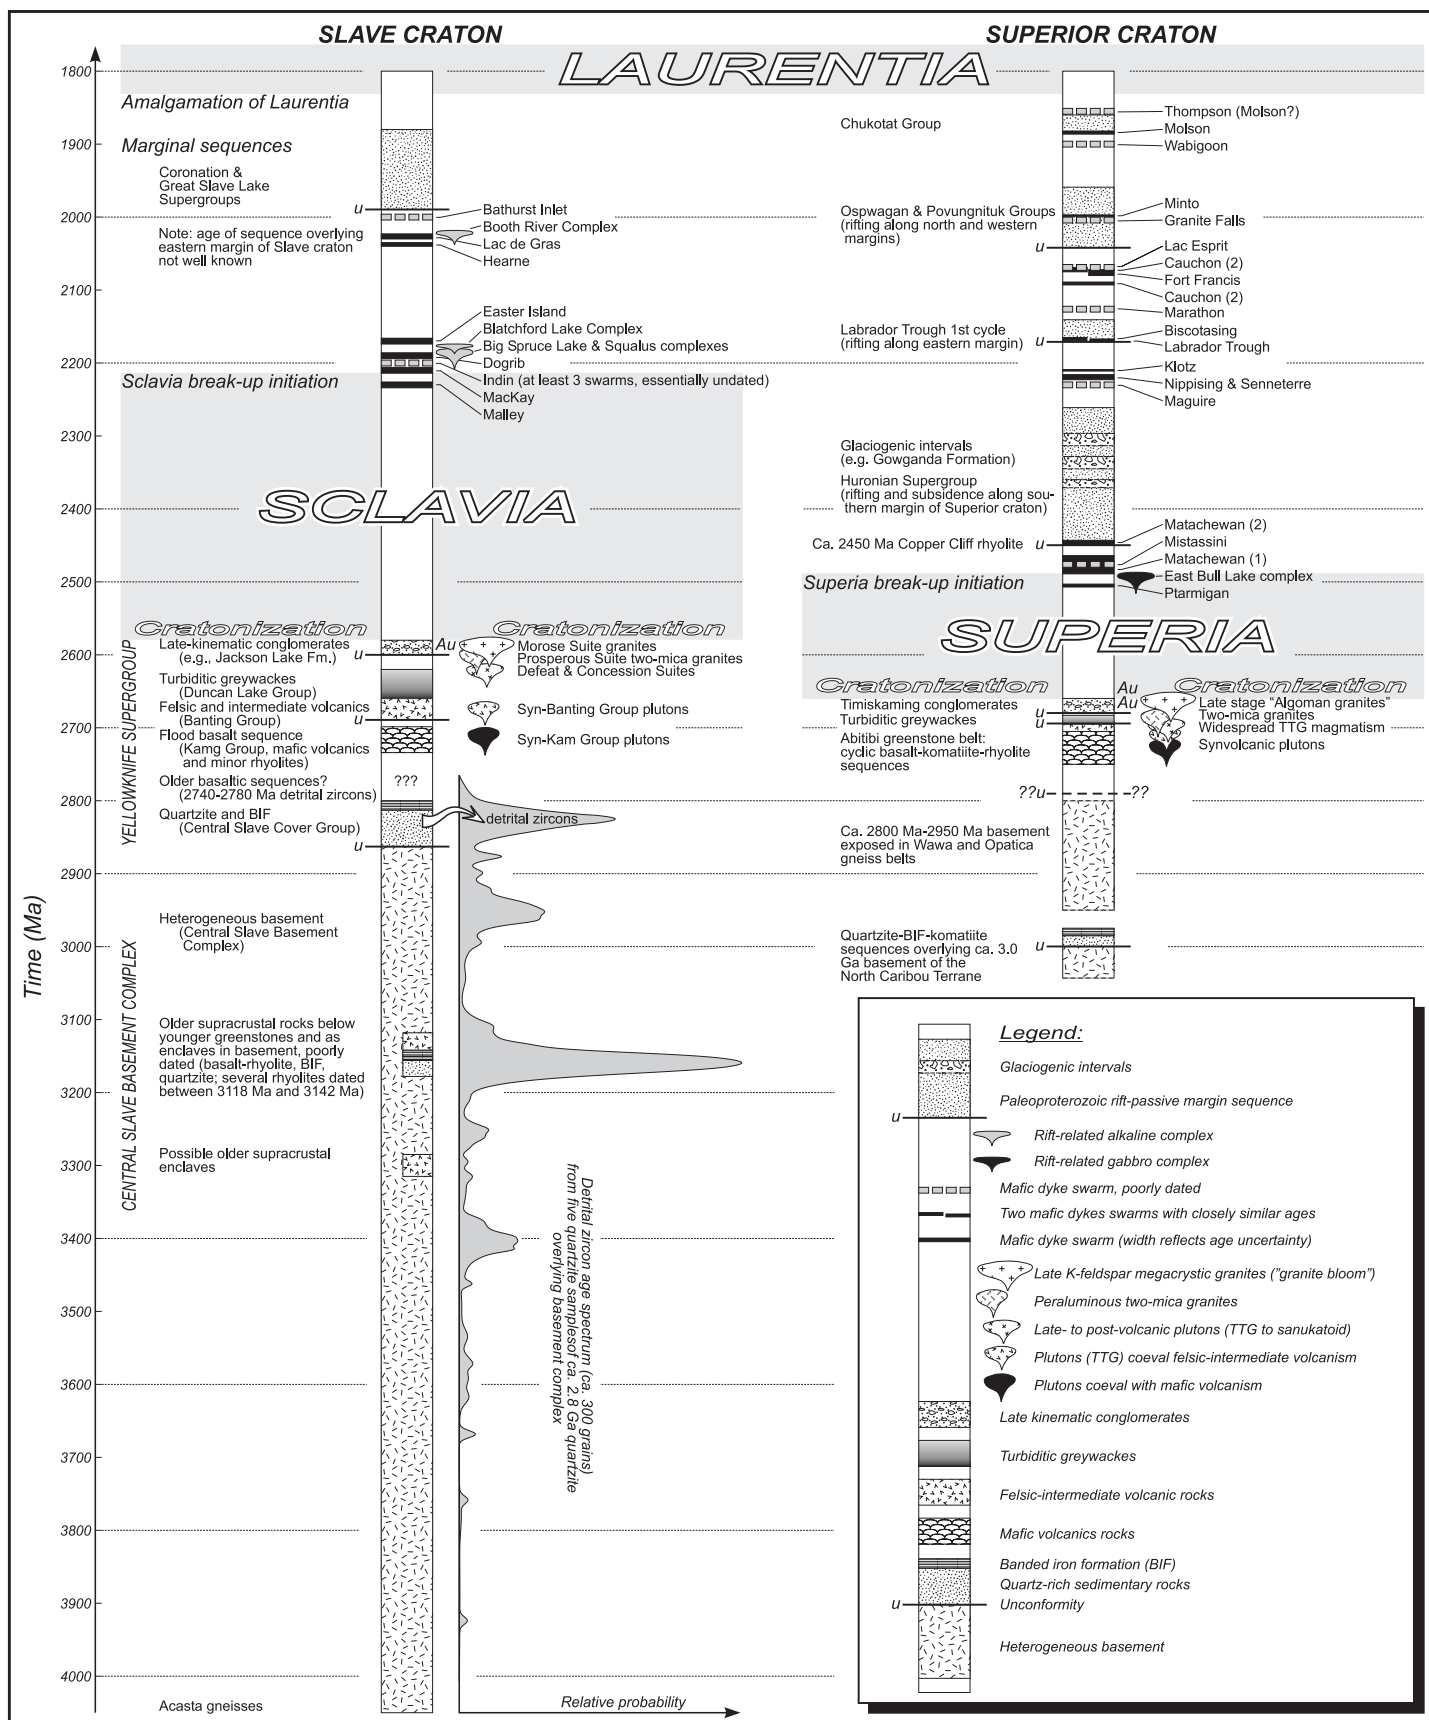 SLAVE CRATON
SUPERIOR CRATON
LAURENTIA
1800
1900
2000
2100
2200
2300
2400
2500
2600
2700
2800
2900
3000
3100
3200
3300
3400
3500
3600
3700
3800
3900
4000
Time (Ma)
Amalgamation of Laurentia
Marginal sequences
Coronation &
Great Slave Lake
Supergroups
u
Note: age of sequence overlying
eastern margin of Slave craton
not well known
Bathurst Inlet
Booth River Complex
Lac de Gras
Hearne
Easter Island
Blatchford Lake Complex
Big Spruce Lake & Squalus complexes
Dogrib
Indin (at least 3 swarms, essentially undated)
MacKay
Malley
Sclavia break-up initiation
SCLAVIA
Cratonization
Cratonization
YELLOWKNIFE SUPERGROUP
Late-kinematic conglomerates
(e.g., Jackson Lake Fm.)
Au
u
Turbiditic greywackes
(Duncan Lake Group)
Felsic and intermediate volcanics
(Banting Group)
u
Flood basalt sequence
(Kamg Group, mafic volcanics
and minor rhyolites)
Older basaltic sequences?
(2740-2780 Ma detrital zircons)
???
Quartzite and BIF
(Central Slave Cover Group)
u
Morose Suite granites
Prosperous Suite two-mica granites
Defeat & Concession Suites
Syn-Banting Group plutons
Syn-Kam Group plutons
detrital zircons
CENTRAL SLAVE BASEMENT COMPLEX
Heterogeneous basement
(Central Slave Basement
Complex)
Older supracrustal rocks below
younger greenstones and as
enclaves in basement, poorly
dated (basalt-rhyolite, BIF,
quartzite; several rhyolites dated
between 3118 Ma and 3142 Ma)
Possible older supracrustal
enclaves
Detrital zircon age spectrum (ca. 300 grains)
from five quartzite samplesof ca. 2.8 Ga quartzite
overlying basement complex
Acasta gneisses
Relative probability
Chukotat Group
Thompson (Molson?)
Molson
Wabigoon
Ospwagan & Povungnituk Groups
(rifting along north and western
margins)
u
Minto
Granite Falls
Lac Esprit
Cauchon (2)
Fort Francis
Cauchon (2)
Marathon
Labrador Trough 1st cycle
(rifting along eastern margin)
u
Biscotasing
Labrador Trough
Klotz
Nippising & Senneterre
Maguire
Glaciogenic intervals
(e.g. Gowganda Formation)
Huronian Supergroup
(rifting and subsidence along sou-
thern margin of Superior craton)
Ca. 2450 Ma Copper Cliff rhyolite
u
Matachewan (2)
Mistassini
Matachewan (1)
East Bull Lake complex
Ptarmigan
Superia break-up initiation
SUPERIA
Cratonization
Cratonization
Au
Au
Timiskaming conglomerates
u
Turbiditic greywackes
u
Abitibi greenstone belt:
cyclic basalt-komatiite-rhyolite
sequences
Late stage “Algoman granites”
Two-mica granites
Widespread TTG magmatism
Synvolcanic plutons
??u
??
Ca. 2800 Ma-2950 Ma basement
exposed in Wawa and Opatica
gneiss belts
Quartzite-BIF-komatiite
sequences overlying ca. 3.0
Ga basement of the
North Caribou Terrane
u
Legend:
Glaciogenic intervals
Paleoproterozoic rift-passive margin sequence
u
Rift-related alkaline complex
Rift-related gabbro complex
Mafic dyke swarm, poorly dated
Two mafic dykes swarms with closely similar ages
Mafic dyke swarm (width reflects age uncertainty)
Late K-feldspar megacrystic granites (”granite bloom”)
Peraluminous two-mica granites
Late- to post-volcanic plutons (TTG to sanukatoid)
Plutons (TTG) coeval felsic-intermediate volcanism
Plutons coeval with mafic volcanism
Late kinematic conglomerates
Turbiditic greywackes
Felsic-intermediate volcanic rocks
Mafic volcanics rocks
Banded iron formation (BIF)
Quartz-rich sedimentary rocks
u
Unconformity
Heterogeneous basement